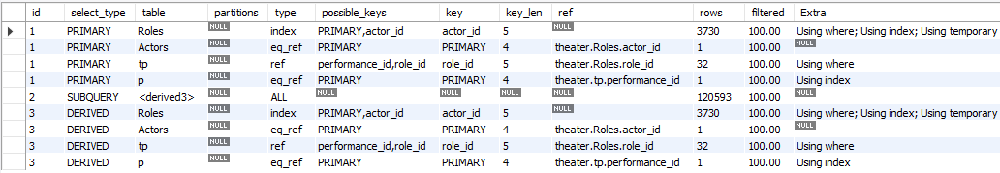 id select_type table partitions type possible_keys key key_len ref rows filtered Extra
1 PRIMARY Roles NULL index PRIMARY,actor_id actor_id 5 NULL 3730 100.00 Using where; Using index; Using temporary
1 PRIMARY Actors NULL eq_ref PRIMARY PRIMARY 4 theater.Roles.actor_id 1 100.00 NULL
1 PRIMARY tp NULL ref performance_id,role_id role_id 5 theater.Roles.role_id 32 100.00 Using where
1 PRIMARY p NULL eq_ref PRIMARY PRIMARY 4 theater.tp.performance_id 1 100.00 Using index
2 SUBQUERY <derived3> NULL ALL NULL NULL NULL NULL 120593 100.00 NULL
3 DERIVED Roles NULL index PRIMARY,actor_id actor_id 5 NULL 3730 100.00 Using where; Using index; Using temporary
3 DERIVED Actors NULL eq_ref PRIMARY PRIMARY 4 theater.Roles.actor_id 1 100.00 NULL
3 DERIVED tp NULL ref performance_id,role_id role_id 5 theater.Roles.role_id 32 100.00 Using where
3 DERIVED p NULL eq_ref PRIMARY PRIMARY 4 theater.tp.performance_id 1 100.00 Using index